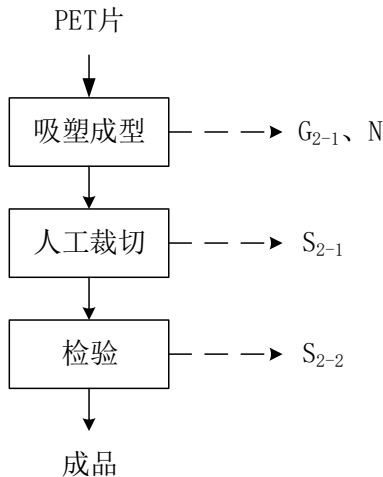 PET片
吸塑成型
G2-1、N
人工裁切
S2-1
检验
S2-2
成品